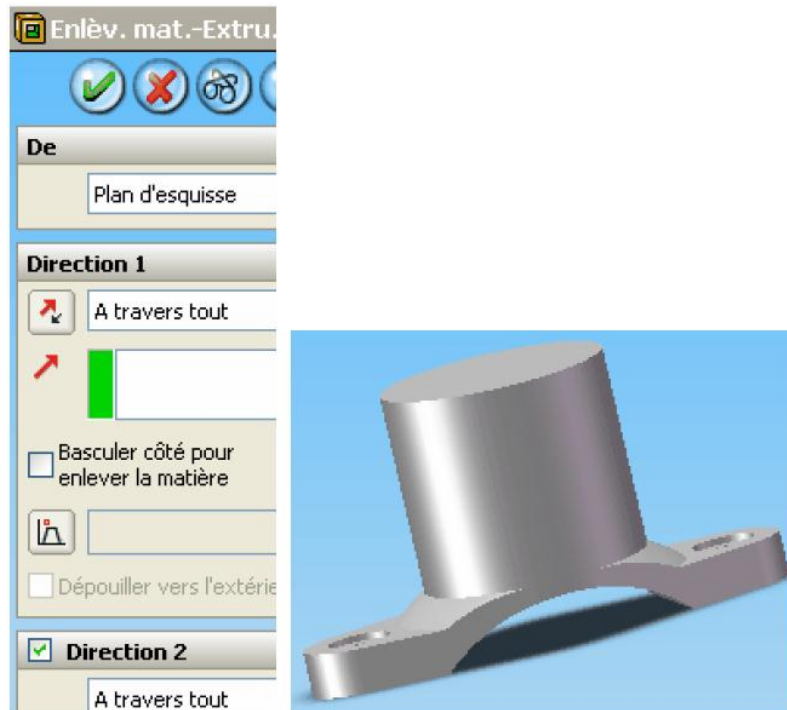 Enlèv. mat.-Extru.
De
Plan d'esquisse
Direction 1
A travers tout
Basculer côté pour
enlever la matière
Dépouiller vers l'extérie
Direction 2
A travers tout